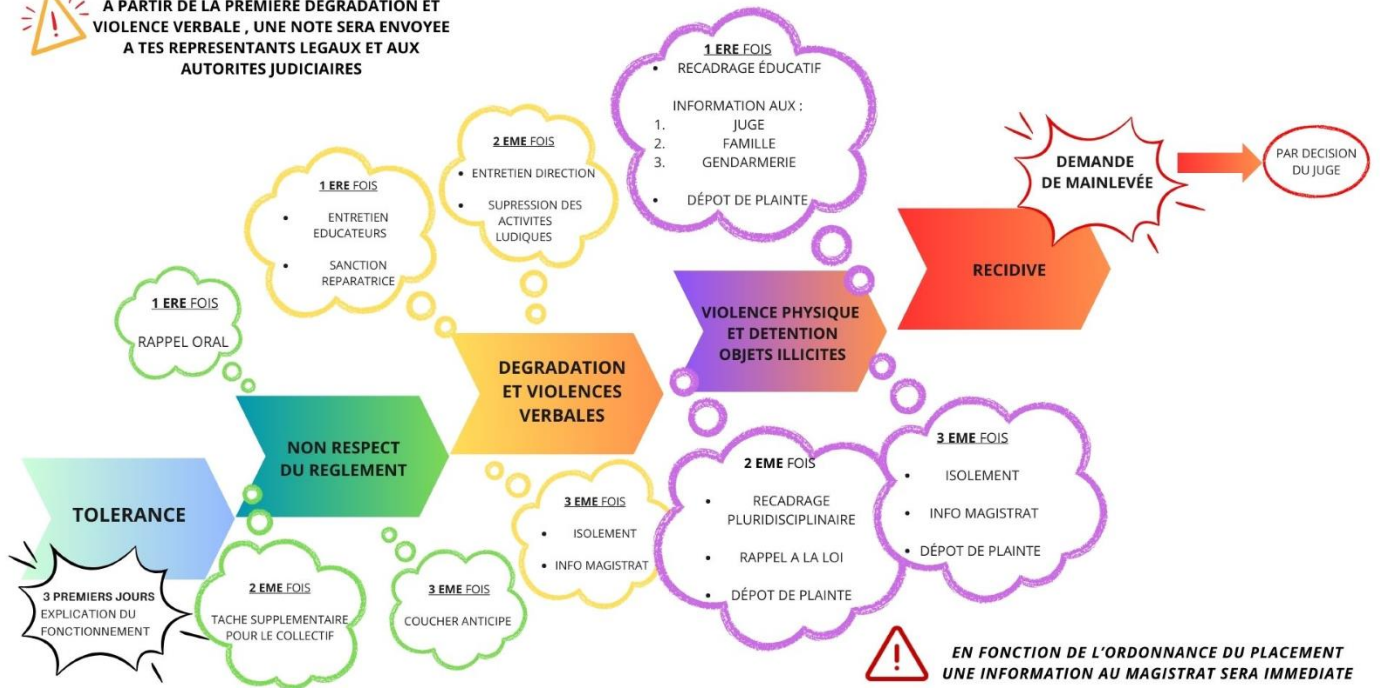 A PARTIR DE LA PREMIERE DEGRADATION ET
VIOLENCE VERBALE , UNE NOTE SERA ENVOYEE
A TES REPRESENTANTS LEGAUX ET AUX
AUTORITES JUDICIAIRES
TOLERANCE
3 PREMIERS JOURS
EXPLICATION DU
FONCTIONNEMENT
NON RESPECT
DU REGLEMENT
1 ERE FOIS
RAPPEL ORAL
2 EME FOIS
TACHE SUPPLEMENTAIRE
POUR LE COLLECTIF
3 EME FOIS
COUCHER ANTICIPE
DEGRADATION
ET VIOLENCES
VERBALES
1 ERE FOIS
• ENTRETIEN
EDUCATEURS
• SANCTION
REPARATRICE
2 EME FOIS
• ENTRETIEN DIRECTION
• SUPRESSION DES
ACTIVITES
LUDIQUES
3 EME FOIS
• ISOLEMENT
• INFO MAGISTRAT
VIOLENCE PHYSIQUE
ET DETENTION
OBJETS ILLICITES
1 ERE FOIS
• RECADRAGE ÉDUCATIF
INFORMATION AUX :
1. JUGE
2. FAMILLE
3. GENDARMERIE
• DÉPOT DE PLAINTE
2 EME FOIS
• RECADRAGE
PLURIDISCIPLINAIRE
• RAPPEL A LA LOI
• DÉPOT DE PLAINTE
3 EME FOIS
• ISOLEMENT
• INFO MAGISTRAT
• DÉPOT DE PLAINTE
RECIDIVE
DEMANDE
DE MAINLEVÉE
PAR DECISION
DU JUGE
EN FONCTION DE L'ORDONNANCE DU PLACEMENT
UNE INFORMATION AU MAGISTRAT SERA IMMEDIATE